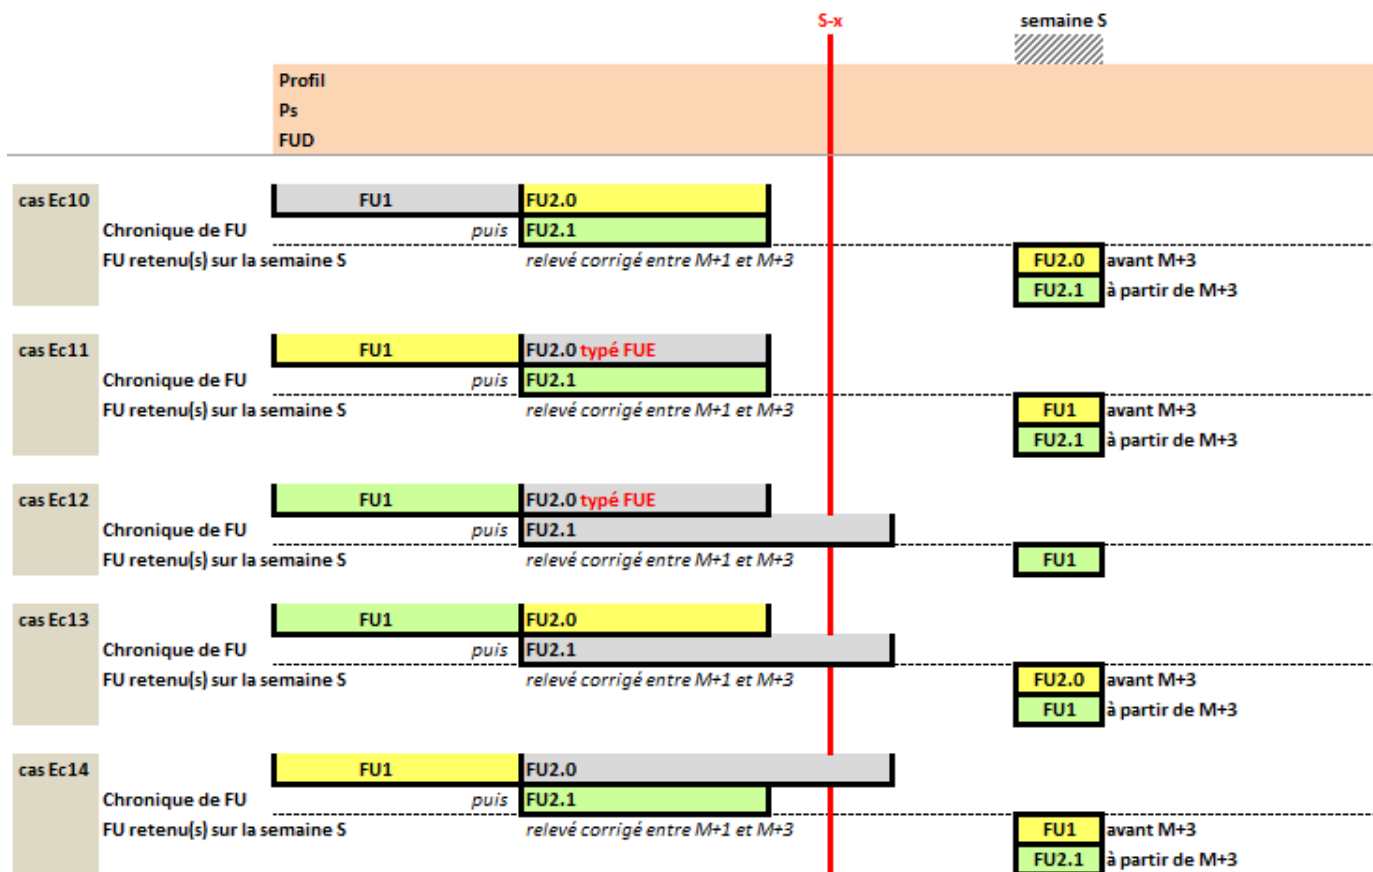 S-x semaine S
Profil
Ps
FUD
cas Ec10 FU1 FU2.0
Chronique de FU puis FU2.1
FU retenu(s) sur la semaine S relevé corrigé entre M+1 et M+3 FU2.0 avant M+3
FU2.1 à partir de M+3
cas Ec11 FU1 FU2.0 typé FUE
Chronique de FU puis FU2.1
FU retenu(s) sur la semaine S relevé corrigé entre M+1 et M+3 FU1 avant M+3
FU2.1 à partir de M+3
cas Ec12 FU1 FU2.0 typé FUE
Chronique de FU puis FU2.1
FU retenu(s) sur la semaine S relevé corrigé entre M+1 et M+3 FU1
cas Ec13 FU1 FU2.0
Chronique de FU puis FU2.1
FU retenu(s) sur la semaine S relevé corrigé entre M+1 et M+3 FU2.0 avant M+3
FU1 à partir de M+3
cas Ec14 FU1 FU2.0
Chronique de FU puis FU2.1
FU retenu(s) sur la semaine S relevé corrigé entre M+1 et M+3 FU1 avant M+3
FU2.1 à partir de M+3